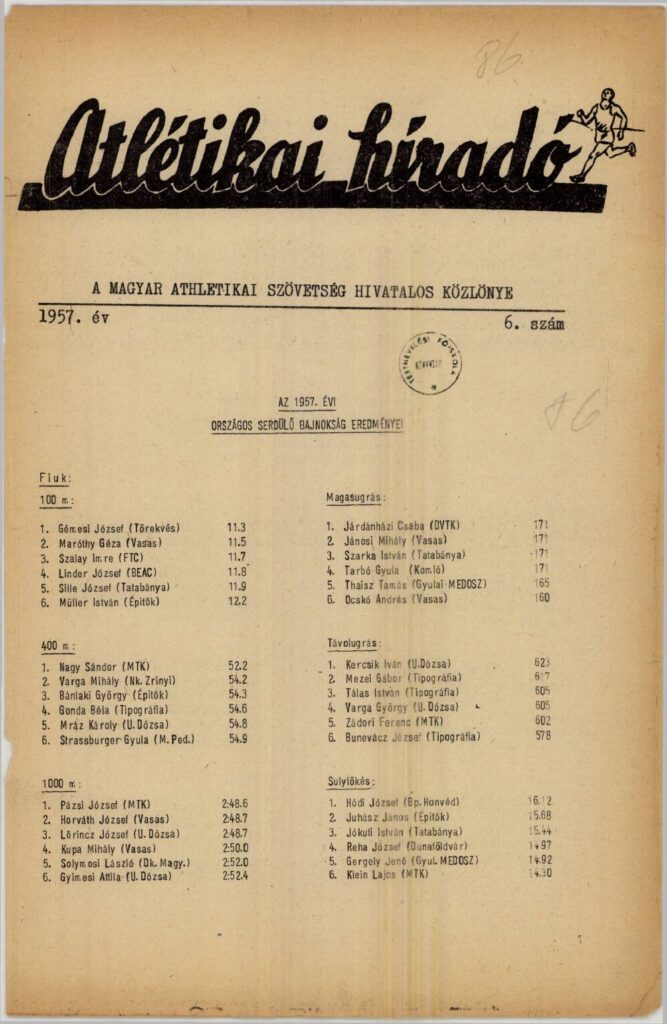 86
Atlétikai híradó
A MAGYAR ATHLETIKAI SZÖVETSÉG HIVATALOS KÖZLÖNYE
1957. év
6. szám
TESTNEVELÉSI FŐISKOLA
KÖNYVTÁR
86
AZ 1957. ÉVI
ORSZÁGOS SERDÜLŐ BAJNOKSÁG EREDMÉNYEI
Fiuk:
100 m:
1. Gémesi József (Törekvés) 11.3
2. Maróthy Géza (Vasas) 11.5
3. Szalay Imre (FTC) 11.7
4. Linder József (BEAC) 11.8
5. Sille József (Tatabánya) 11.9
6. Müller István (Építők) 12.2
400 m:
1. Nagy Sándor (MTK) 52.2
2. Varga Mihály (Nk. Zrinyi) 54.2
3. Bánlaki György (Építők) 54.3
4. Gonda Béla (Tipográfia) 54.6
5. Mráz Károly (U. Dózsa) 54.8
6. Strassburger Gyula (M. Ped.) 54.9
1000 m:
1. Pázsi József (MTK) 2:48.6
2. Horváth József (Vasas) 2:48.7
3. Lőrincz József (U. Dózsa) 2:48.7
4. Kupa Mihály (Vasas) 2:50.0
5. Solymosi László (Dk. Magy.) 2:52.0
6. Gyimesi Attila (U. Dózsa) 2:52.4
Magasugrás:
1. Járdánházi Csaba (DVTK) 171
2. Jánosi Mihály (Vasas) 171
3. Szarka István (Tatabánya) 171
4. Tarbó Gyula (Komló) 171
5. Thaisz Tamás (Gyulai MEDOSZ) 165
6. Ocskó András (Vasas) 160
Távolugrás:
1. Kercsik Iván (U. Dózsa) 623
2. Mezei Gábor (Tipográfia) 617
3. Tálas István (Tipográfia) 605
4. Varga György (U. Dózsa) 605
5. Zádori Ferenc (MTK) 602
6. Bunevácz József (Tipográfia) 578
Sulylökés:
1. Hódi József (Bp. Honvéd) 16.12
2. Juhász János (Építők) 15.68
3. Jókuti István (Tatabánya) 15.44
4. Reha József (Dunaföldvár) 14.97
5. Gergely Jenő (Gyul. MEDOSZ) 14.92
6. Klein Lajos (MTK) 14.30